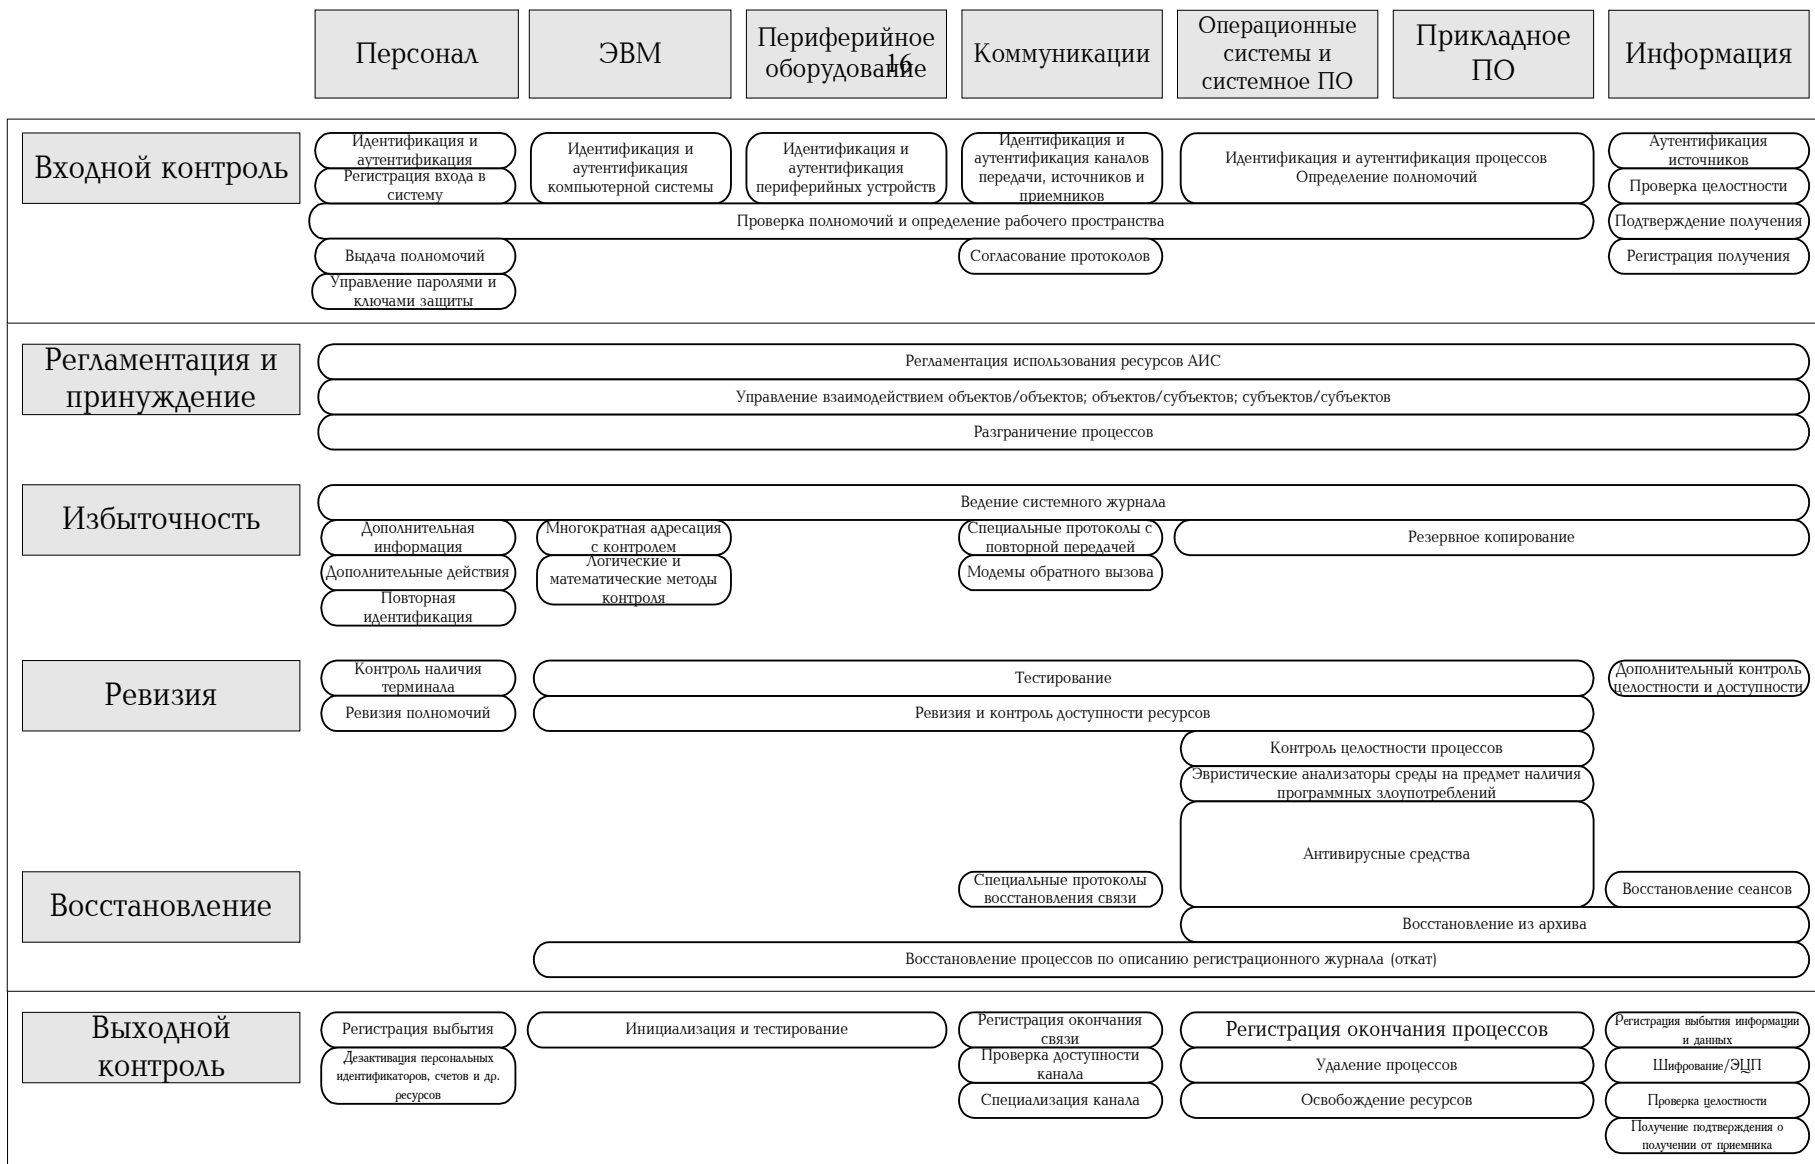 Персонал
ЭВМ
Периферийное
оборудование
16
Коммуникации
Операционные
системы и
системное ПО
Прикладное
ПО
Информация
Входной контроль
Идентификация и
аутентификация
Регистрация входа в
систему
Идентификация и
аутентификация
компьютерной системы
Идентификация и
аутентификация
периферийных устройств
Идентификация и
аутентификация каналов
передачи, источников и
приемников
Идентификация и аутентификация процессов
Определение полномочий
Аутентификация
источников
Проверка целостности
Проверка полномочий и определение рабочего пространства
Подтверждение получения
Выдача полномочий
Согласование протоколов
Регистрация получения
Управление паролями и
ключами защиты
Регламентация и
принуждение
Регламентация использования ресурсов АИС
Управление взаимодействием объектов/объектов; объектов/субъектов; субъектов/субъектов
Разграничение процессов
Избыточность
Ведение системного журнала
Дополнительная
информация
Многократная адресация
с контролем
Специальные протоколы с
повторной передачей
Резервное копирование
Дополнительные действия
Логические и
математические методы
контроля
Модемы обратного вызова
Повторная
идентификация
Ревизия
Контроль наличия
терминала
Тестирование
Дополнительный контроль
целостности и доступности
Ревизия полномочий
Ревизия и контроль доступности ресурсов
Контроль целостности процессов
Эвристические анализаторы среды на предмет наличия
программных злоупотреблений
Антивирусные средства
Восстановление
Специальные протоколы
восстановления связи
Восстановление сеансов
Восстановление из архива
Восстановление процессов по описанию регистрационного журнала (откат)
Выходной
контроль
Регистрация выбытия
Инициализация и тестирование
Регистрация окончания
связи
Регистрация окончания процессов
Регистрация выбытия информации
и данных
Дезактивация персональных
идентификаторов, счетов и др.
ресурсов
Проверка доступности
канала
Удаление процессов
Шифрование/ЭЦП
Специализация канала
Освобождение ресурсов
Проверка целостности
Получение подтверждения о
получении от приемника